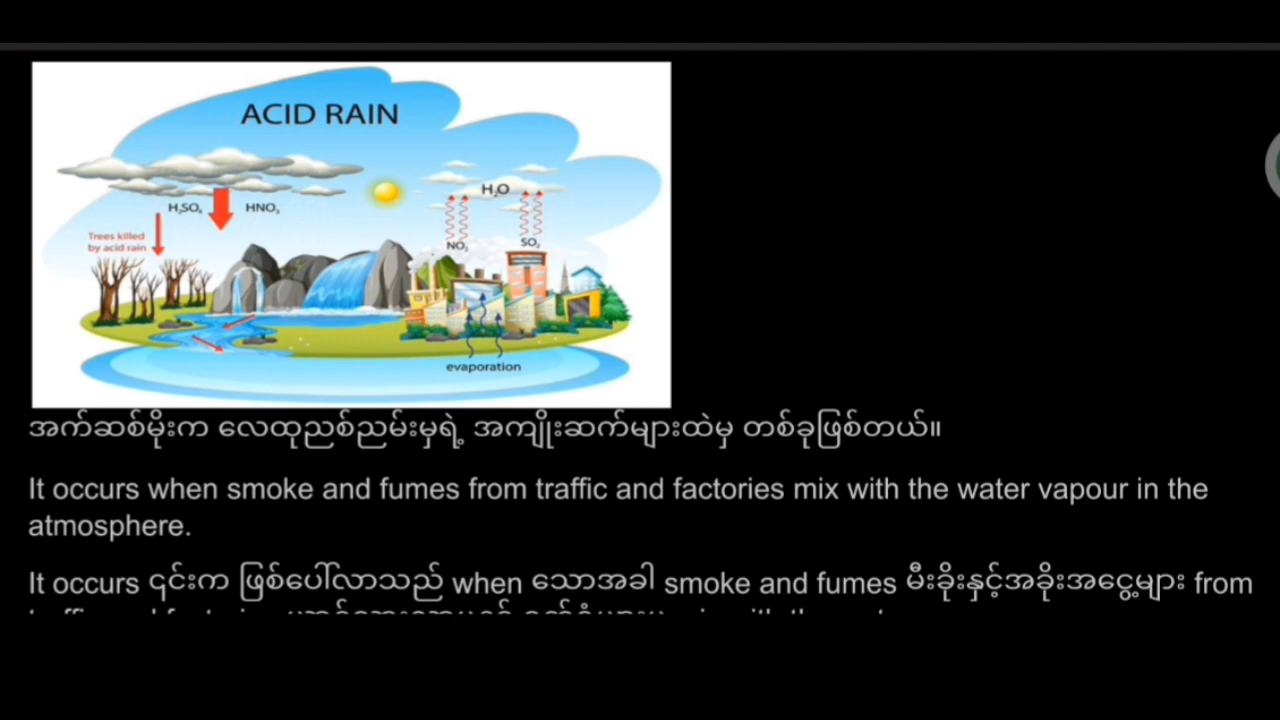 ACID RAIN
H₂O
H₂SO₄ HNO₃
Trees killed
by acid rain
NO₂ SO₂
evaporation
အက်ဆစ်မိုးက လေထုညစ်ညမ်းမှုရဲ့ အကျိုးဆက်များထဲမှ တစ်ခုဖြစ်တယ်။
It occurs when smoke and fumes from traffic and factories mix with the water vapour in the
atmosphere.
It occurs ၎င်းက ဖြစ်ပေါ်လာသည် when သောအခါ smoke and fumes မီးခိုးနှင့်အခိုးအငွေ့များ from